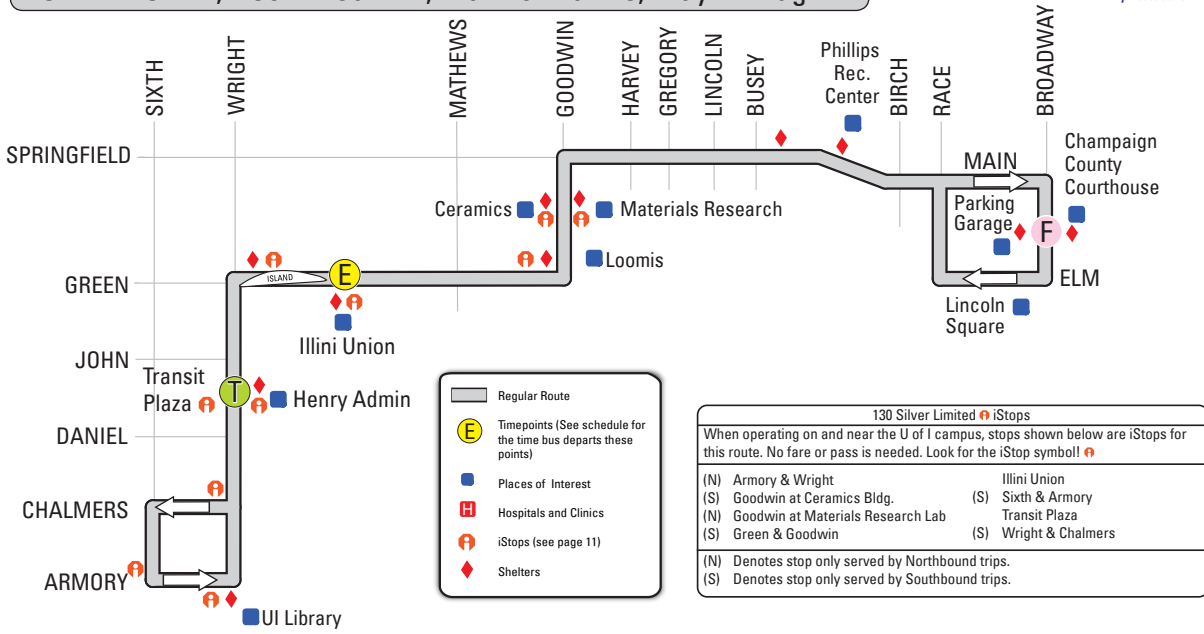 SIXTH
WRIGHT
MATHEWS
GOODWIN
HARVEY
GREGORY
LINCOLN
BUSEY
Phillips
Rec.
Center
BIRCH
RACE
BROADWAY
SPRINGFIELD
MAIN
Champaign
County
Courthouse
Parking
Garage
F
Ceramics
Materials Research
Loomis
ISLAND
E
GREEN
ELM
Lincoln
Square
Illini Union
JOHN
Transit
Plaza
T
Henry Admin
DANIEL
CHALMERS
ARMORY
UI Library
Regular Route
E
Timepoints (See schedule for
the time bus departs these
points)
Places of Interest
H
Hospitals and Clinics
iStops (see page 11)
Shelters
130 Silver Limited iStops
When operating on and near the U of I campus, stops shown below are iStops for
this route. No fare or pass is needed. Look for the iStop symbol!
(N) Armory & Wright
(S) Goodwin at Ceramics Bldg.
(N) Goodwin at Materials Research Lab
(S) Green & Goodwin
Illini Union
(S) Sixth & Armory
Transit Plaza
(S) Wright & Chalmers
(N) Denotes stop only served by Northbound trips.
(S) Denotes stop only served by Southbound trips.